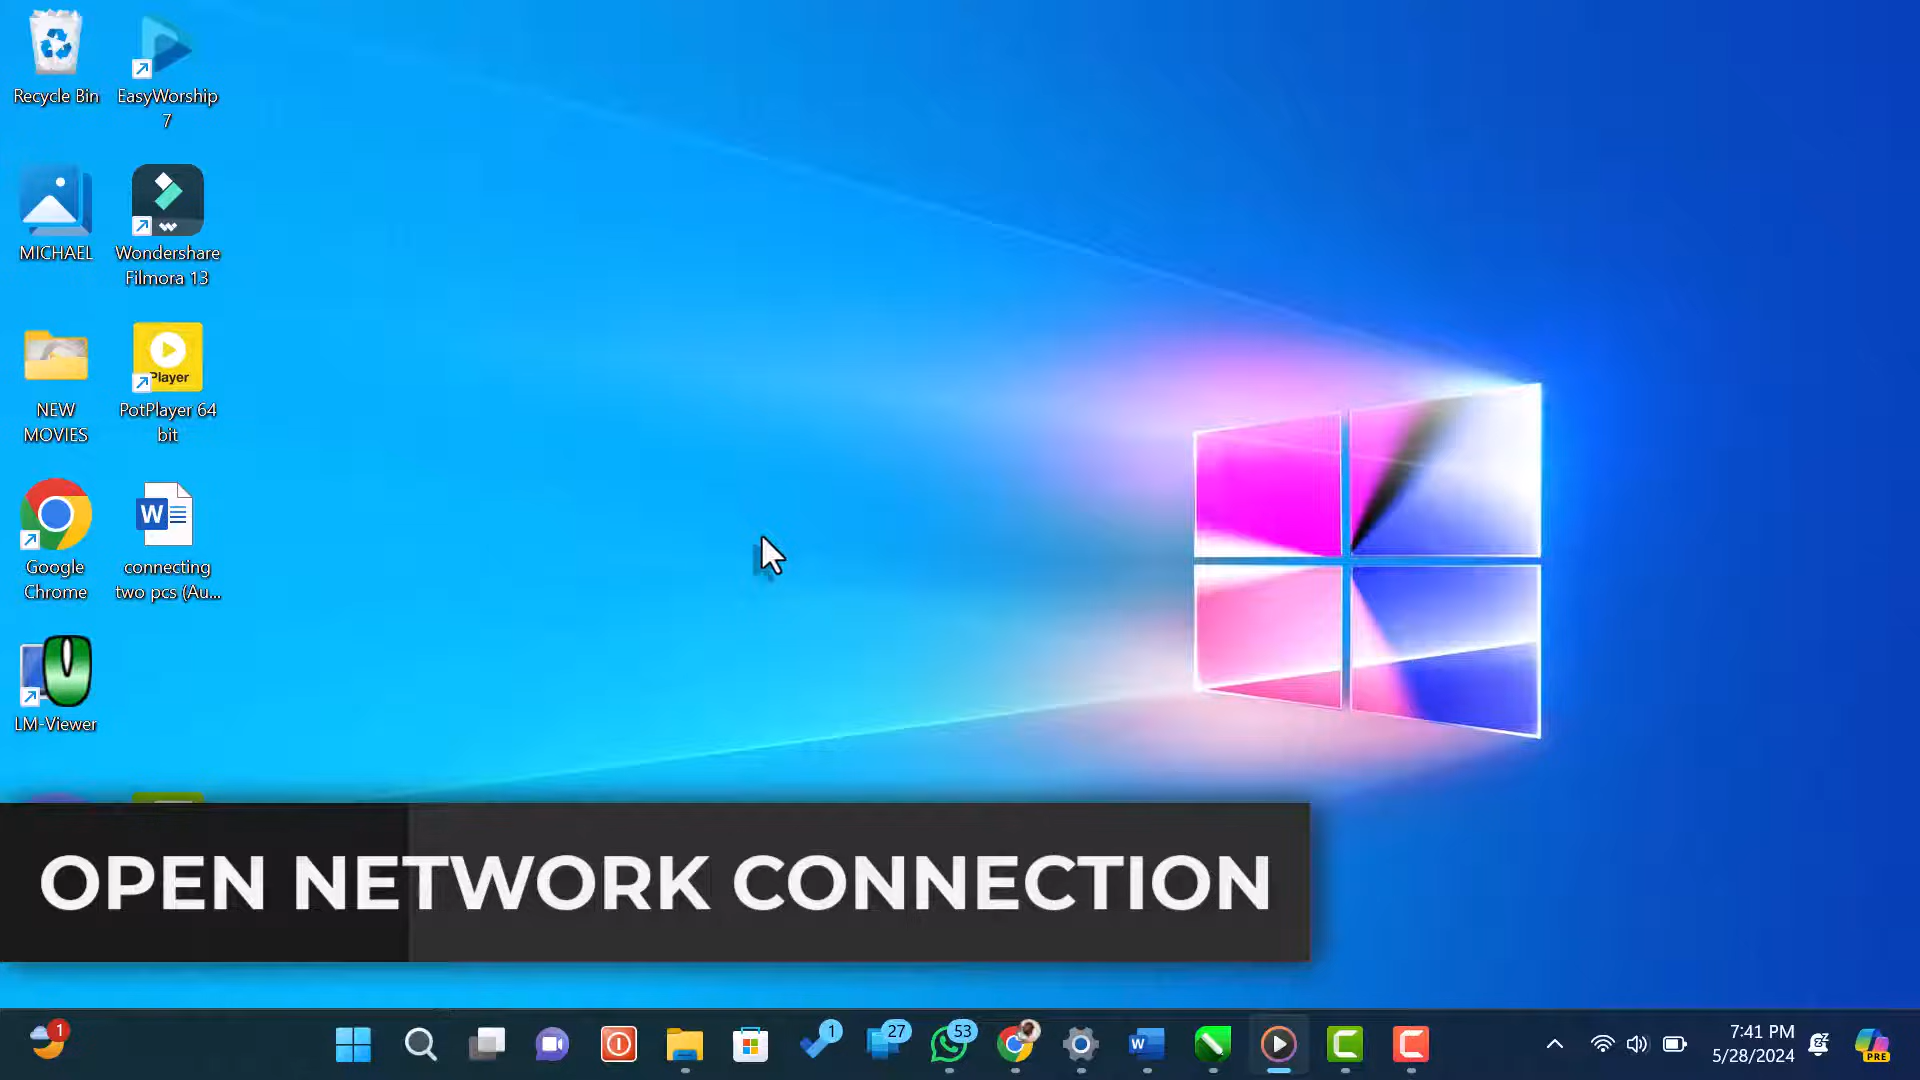 Recycle Bin
EasyWorship
7
MICHAEL
Wondershare
Filmora 13
NEW
MOVIES
Player
PotPlayer 64
bit
Google
Chrome
W
connecting
two pcs (Au...
LM-Viewer
OPEN NETWORK CONNECTION
1
1
27
53
W
7:41 PM
5/28/2024
PRE